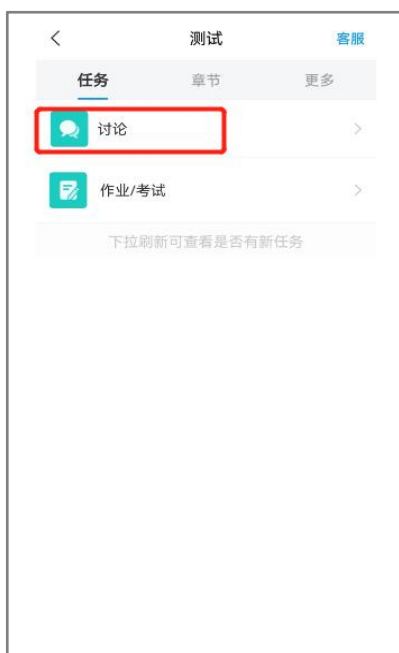 测试 客服
任务 章节 更多
讨论
作业/考试
下拉刷新可查看是否有新任务